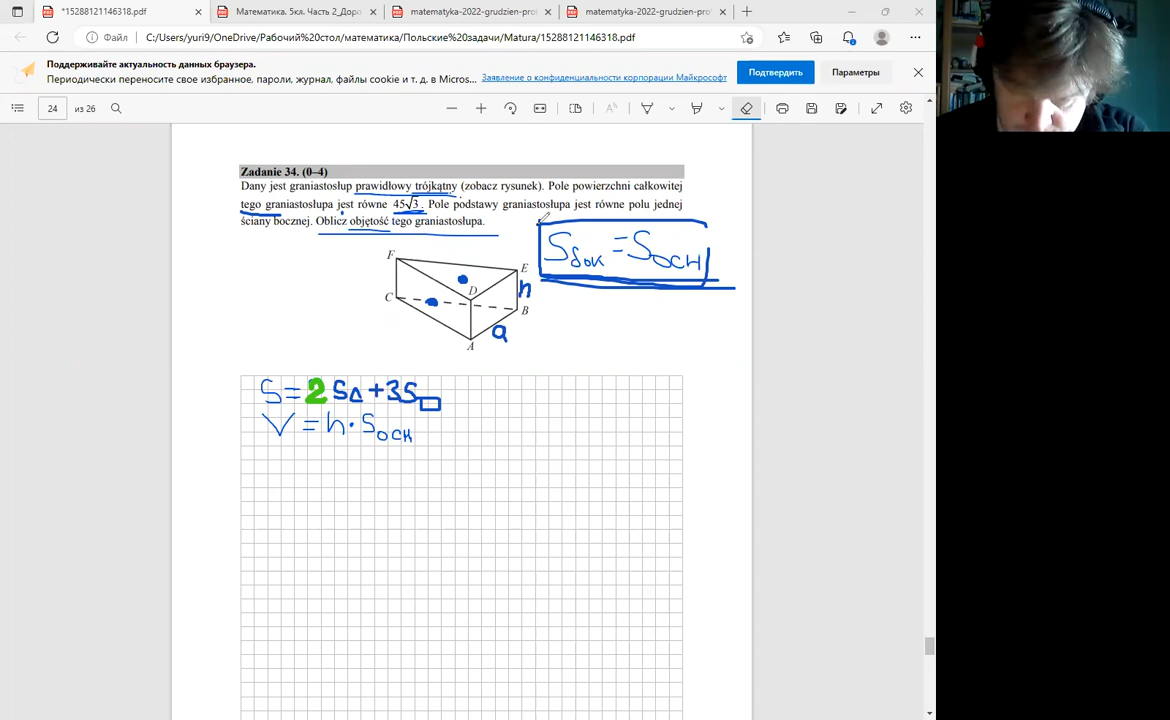 *15288121146318.pdf
Математика. 5кл. Часть 2_Доро
matematyka-2022-grudzien-pro
matematyka-2022-grudzien-pro
Файл
C:/Users/yuri9/OneDrive/Рабочий%20стол/математика/Польские%20задачи/Matura/15288121146318.pdf
Поддерживайте актуальность данных браузера.
Периодически переносите свое избранное, пароли, журнал, файлы cookie и т. д. в Micros...
Заявление о конфиденциальности корпорации Майкрософт
Подтвердить
Параметры
24 из 26
Zadanie 34. (0–4)
Dany jest graniastosłup prawidłowy trójkątny (zobacz rysunek). Pole powierzchni całkowitej
tego graniastosłupa jest równe 45√3 . Pole podstawy graniastosłupa jest równe polu jednej
ściany bocznej. Oblicz objętość tego graniastosłupa.
Sбок = Sосн
F
E
D
h
C
B
a
A
S = 2 S△ + 3S□
V = h · Sосн